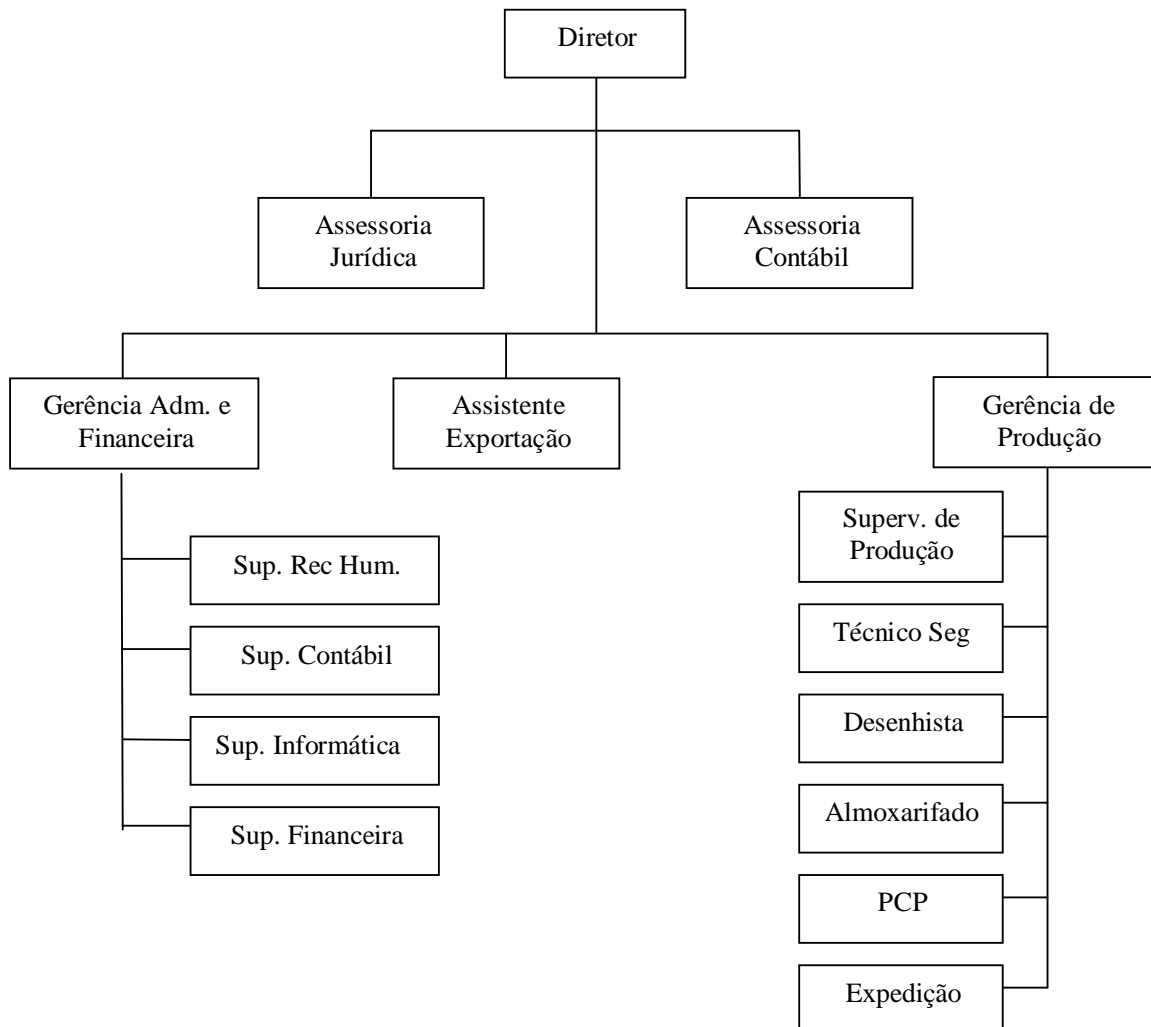 Diretor
Assessoria
Jurídica
Assessoria
Contábil
Gerência Adm. e
Financeira
Assistente
Exportação
Gerência de
Produção
Sup. Rec Hum.
Sup. Contábil
Sup. Informática
Sup. Financeira
Superv. de
Produção
Técnico Seg
Desenhista
Almoxarifado
PCP
Expedição